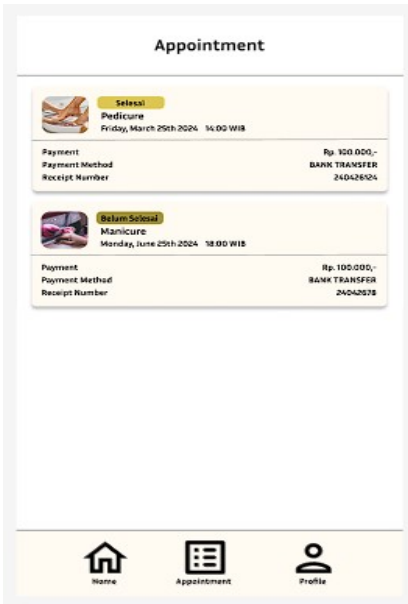 Appointment
Selesai
Pedicure
Friday, March 25th 2024 14:00 WIB
Payment Rp. 100.000,-
Payment Method BANK TRANSFER
Receipt Number 240426124
Belum Selesai
Manicure
Monday, June 25th 2024 18:00 WIB
Payment Rp. 100.000,-
Payment Method BANK TRANSFER
Receipt Number 24042678
Home Appointment Profile